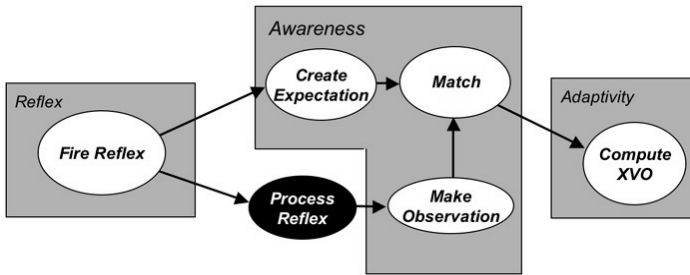 Awareness
Create
Expectation
Match
Reflex
Fire Reflex
Adaptivity
Compute
XVO
Process
Reflex
Make
Observation